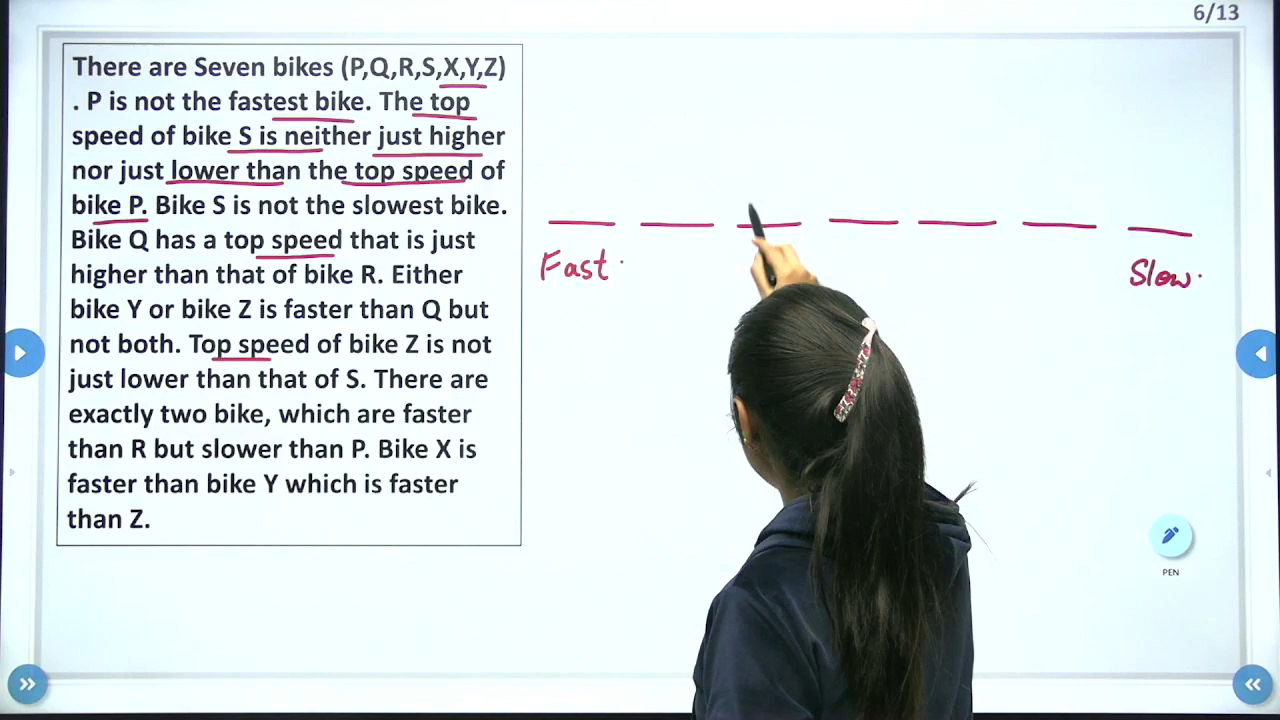 6/13
There are Seven bikes (P,Q,R,S,X,Y,Z)
. P is not the fastest bike. The top
speed of bike S is neither just higher
nor just lower than the top speed of
bike P. Bike S is not the slowest bike.
Bike Q has a top speed that is just
higher than that of bike R. Either
bike Y or bike Z is faster than Q but
not both. Top speed of bike Z is not
just lower than that of S. There are
exactly two bike, which are faster
than R but slower than P. Bike X is
faster than bike Y which is faster
than Z.
Fast.
Slow.
PEN